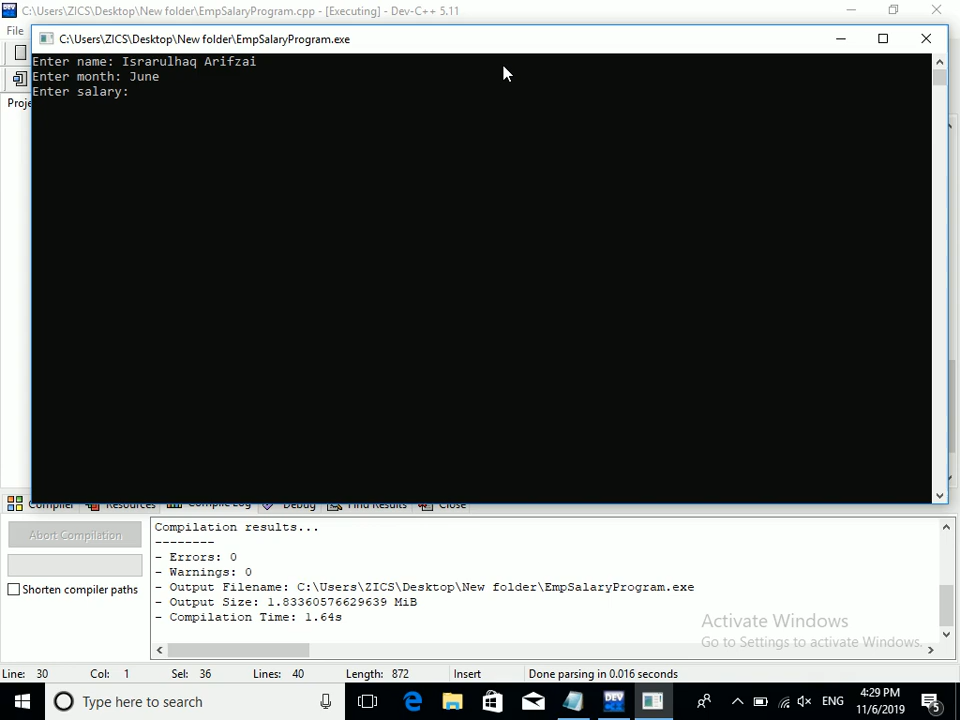 C:\Users\ZICS\Desktop\New folder\EmpSalaryProgram.cpp - [Executing] - Dev-C++ 5.11
File
C:\Users\ZICS\Desktop\New folder\EmpSalaryProgram.exe
Enter name: Israrulhaq Arifzai
Enter month: June
Enter salary:
Proje
Compiler Resources Compile Log Debug Find Results Close
Abort Compilation
Shorten compiler paths
Compilation results...
--------
- Errors: 0
- Warnings: 0
- Output Filename: C:\Users\ZICS\Desktop\New folder\EmpSalaryProgram.exe
- Output Size: 1.83360576629639 MiB
- Compilation Time: 1.64s
Activate Windows
Go to Settings to activate Windows.
Line: 30 Col: 1 Sel: 36 Lines: 40 Length: 872 Insert Done parsing in 0.016 seconds
Type here to search
DEV
ENG
4:29 PM
11/6/2019
5